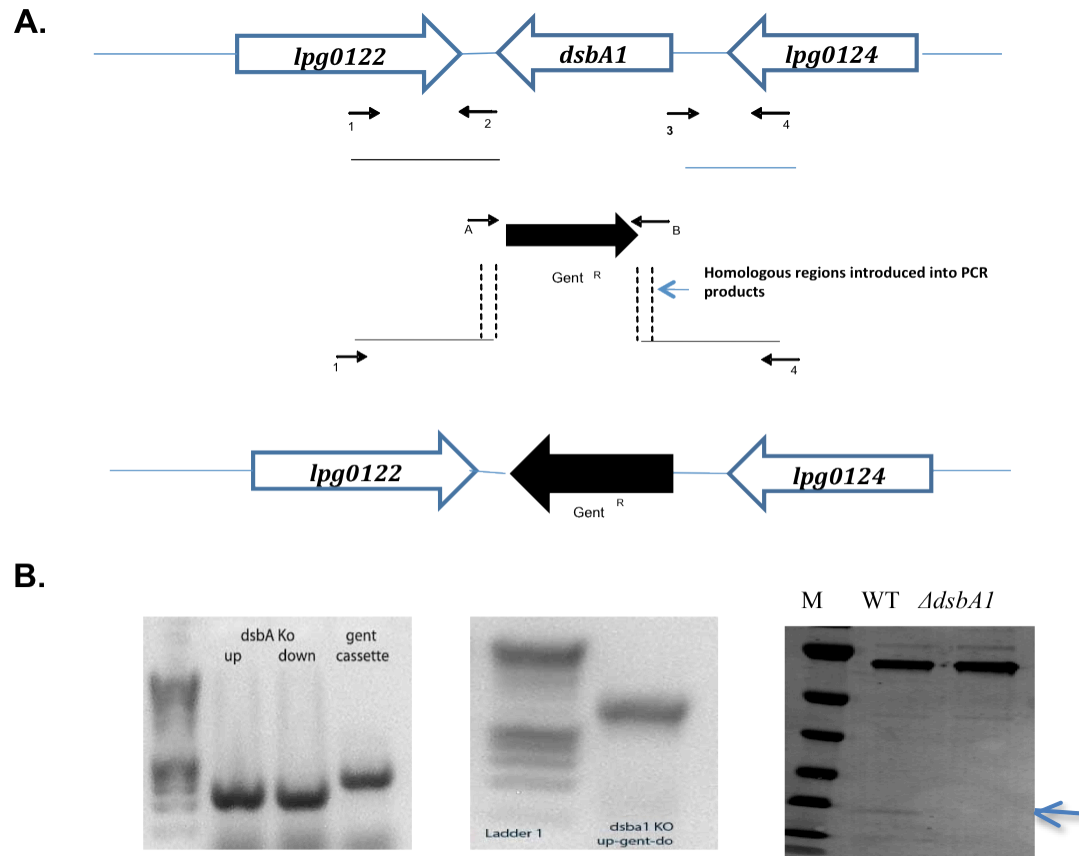 A.
lpg0122 dsbA1 lpg0124
1 2 3 4
A B
Gent R
Homologous regions introduced into PCR
products
1 4
lpg0122 lpg0124
Gent R
B.
dsbA Ko gent
up down cassette
Ladder 1
dsba1 KO
up-gent-do
M WT ΔdsbA1